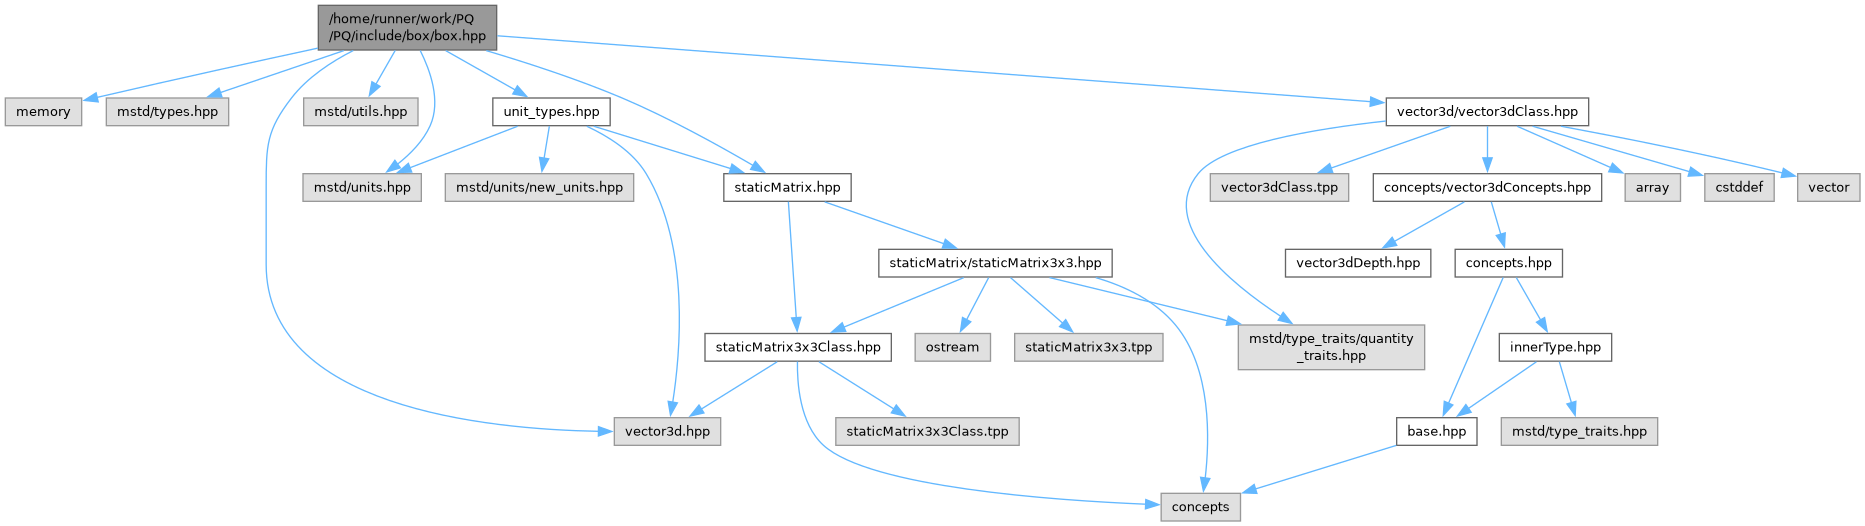 /home/runner/work/PQ
/PQ/include/box/box.hpp
memory
mstd/types.hpp
mstd/utils.hpp
unit_types.hpp
vector3d/vector3dClass.hpp
mstd/units.hpp
mstd/units/new_units.hpp
staticMatrix.hpp
vector3dClass.tpp
concepts/vector3dConcepts.hpp
array
cstddef
vector
staticMatrix/staticMatrix3x3.hpp
vector3dDepth.hpp
concepts.hpp
staticMatrix3x3Class.hpp
ostream
staticMatrix3x3.tpp
mstd/type_traits/quantity
_traits.hpp
innerType.hpp
vector3d.hpp
staticMatrix3x3Class.tpp
base.hpp
mstd/type_traits.hpp
concepts